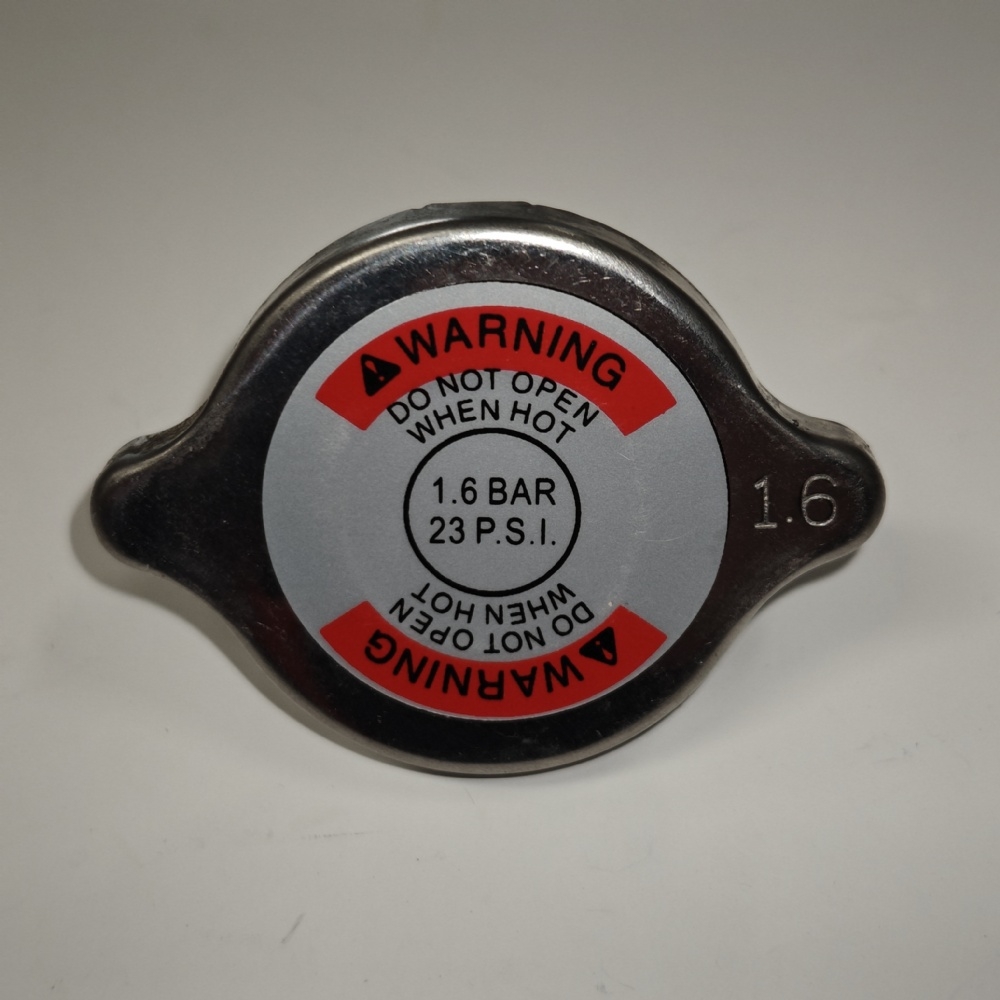 WARNING
DO NOT OPEN
WHEN HOT
1.6 BAR
23 P.S.I.
1.6
WHEN HOT
DO NOT OPEN
WARNING